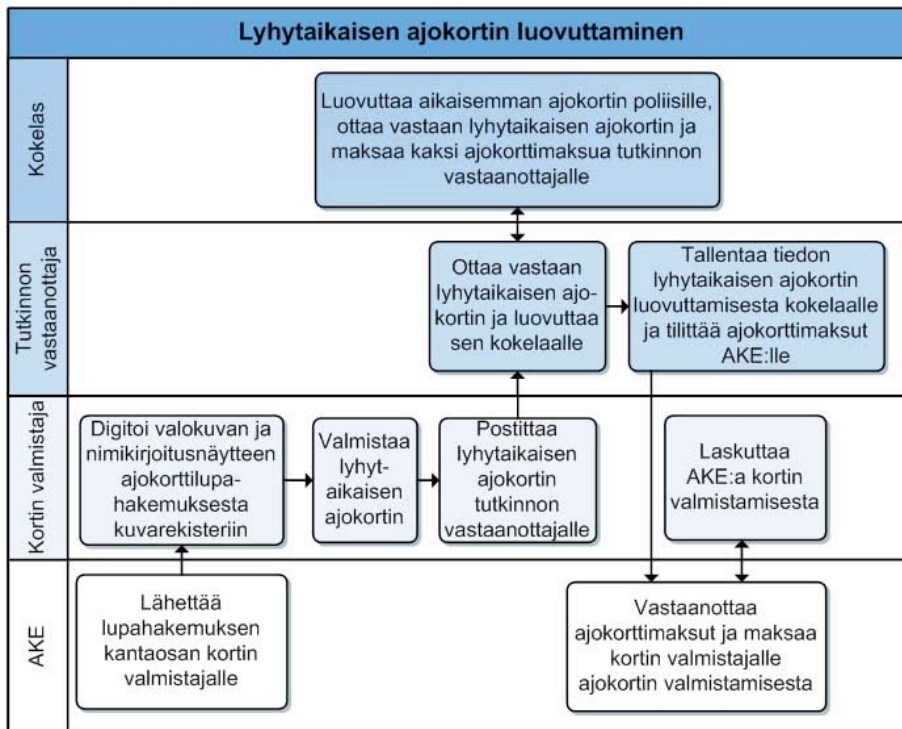 Lyhytaikaisen ajokortin luovuttaminen
Kokelas
Luovuttaa aikaisemman ajokortin poliisille,
ottaa vastaan lyhytaikaisen ajokortin ja
maksaa kaksi ajokorttimaksua tutkinnon
vastaanottajalle
Tutkinnon
vastaanottaja
Ottaa vastaan
lyhytaikaisen ajo-
kortin ja luovuttaa
sen kokelaalle
Tallentaa tiedon
lyhytaikaisen ajokortin
luovuttamisesta kokelaalle
ja tilittää ajokorttimaksut
AKE:lle
Kortin valmistaja
Digitoi valokuvan ja
nimikirjoitusnäytteen
ajokorttilupa-
hakemuksesta
kuvarekisteriin
Valmistaa
lyhyt-
aikaisen
ajokortin
Postittaa
lyhytaikaisen
ajokortin
tutkinnon
vastaanottajalle
Laskuttaa
AKE:a kortin
valmistamisesta
AKE
Lähettää
lupahakemuksen
kantaosan kortin
valmistajalle
Vastaanottaa
ajokorttimaksut ja maksaa
kortin valmistajalle
ajokortin valmistamisesta